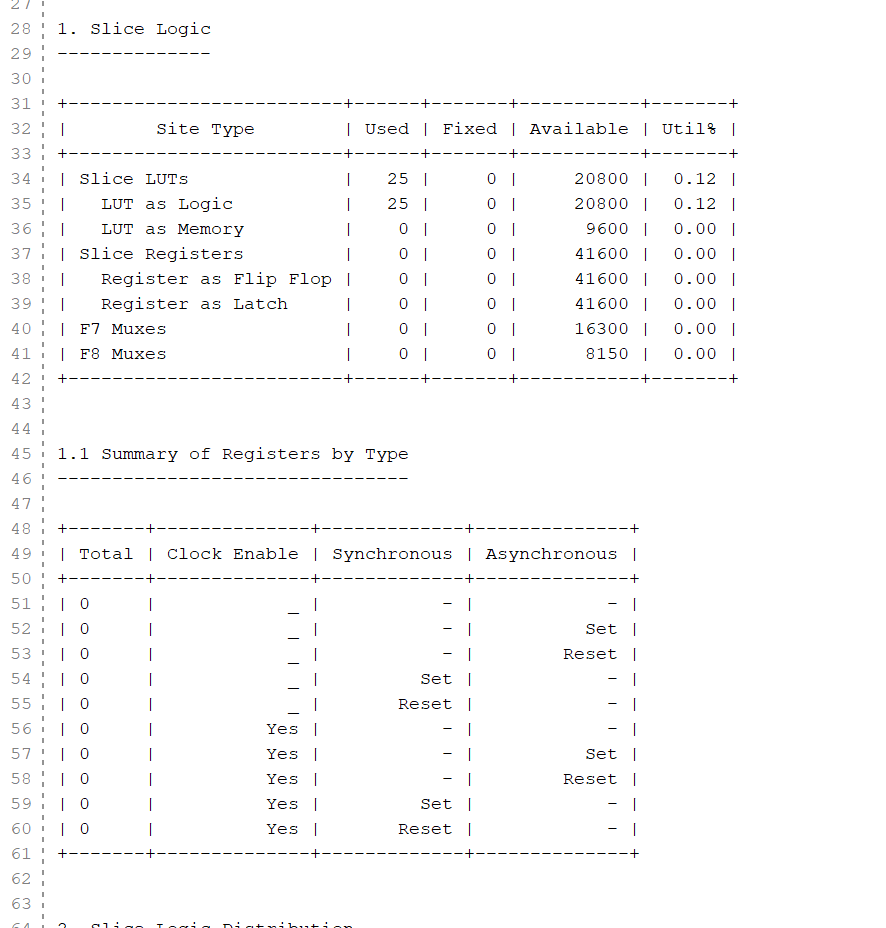 27
28 1. Slice Logic
29 --------------
30
31 +-------------------------+------+-------+-----------+-------+
32 |        Site Type        | Used | Fixed | Available | Util% |
33 +-------------------------+------+-------+-----------+-------+
34 | Slice LUTs              |   25 |     0 |     20800 |  0.12 |
35 |   LUT as Logic          |   25 |     0 |     20800 |  0.12 |
36 |   LUT as Memory         |    0 |     0 |      9600 |  0.00 |
37 | Slice Registers         |    0 |     0 |     41600 |  0.00 |
38 |   Register as Flip Flop |    0 |     0 |     41600 |  0.00 |
39 |   Register as Latch     |    0 |     0 |     41600 |  0.00 |
40 | F7 Muxes                |    0 |     0 |     16300 |  0.00 |
41 | F8 Muxes                |    0 |     0 |      8150 |  0.00 |
42 +-------------------------+------+-------+-----------+-------+
43
44
45 1.1 Summary of Registers by Type
46 --------------------------------
47
48 +-------+--------------+-------------+--------------+
49 | Total | Clock Enable | Synchronous | Asynchronous |
50 +-------+--------------+-------------+--------------+
51 | 0     |            _ |           - |            - |
52 | 0     |            _ |           - |          Set |
53 | 0     |            _ |           - |        Reset |
54 | 0     |            _ |         Set |            - |
55 | 0     |            _ |       Reset |            - |
56 | 0     |          Yes |           - |            - |
57 | 0     |          Yes |           - |          Set |
58 | 0     |          Yes |           - |        Reset |
59 | 0     |          Yes |         Set |            - |
60 | 0     |          Yes |       Reset |            - |
61 +-------+--------------+-------------+--------------+
62
63
64 2. Slice Logic Distribution